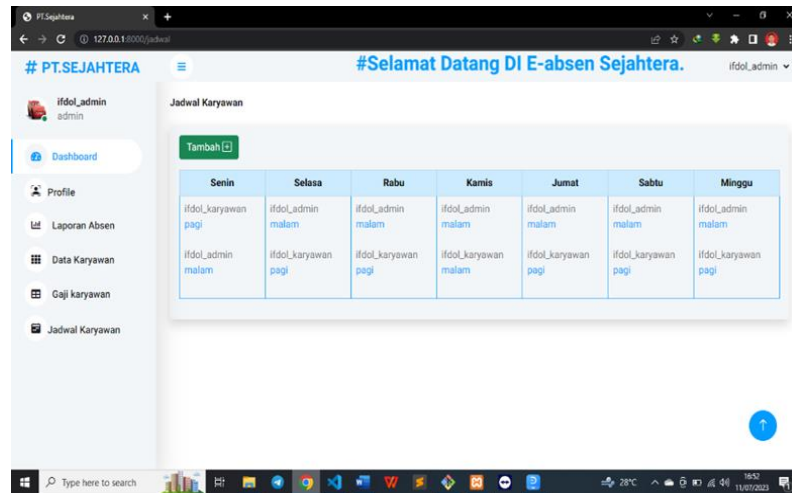 PT.Sejahtera
127.0.0.1:8000/jadwal
# PT.SEJAHTERA
#Selamat Datang DI E-absen Sejahtera.
ifdol_admin
ifdol_admin
admin
Dashboard
Profile
Laporan Absen
Data Karyawan
Gaji karyawan
Jadwal Karyawan
Jadwal Karyawan
Tambah
Senin Selasa Rabu Kamis Jumat Sabtu Minggu
ifdol_karyawan ifdol_admin ifdol_admin ifdol_admin ifdol_admin ifdol_admin ifdol_admin
pagi malam malam malam malam malam malam
ifdol_admin ifdol_karyawan ifdol_karyawan ifdol_karyawan ifdol_karyawan ifdol_karyawan ifdol_karyawan
malam pagi pagi malam pagi pagi pagi
Type here to search
28°C
16:52
11/07/2023